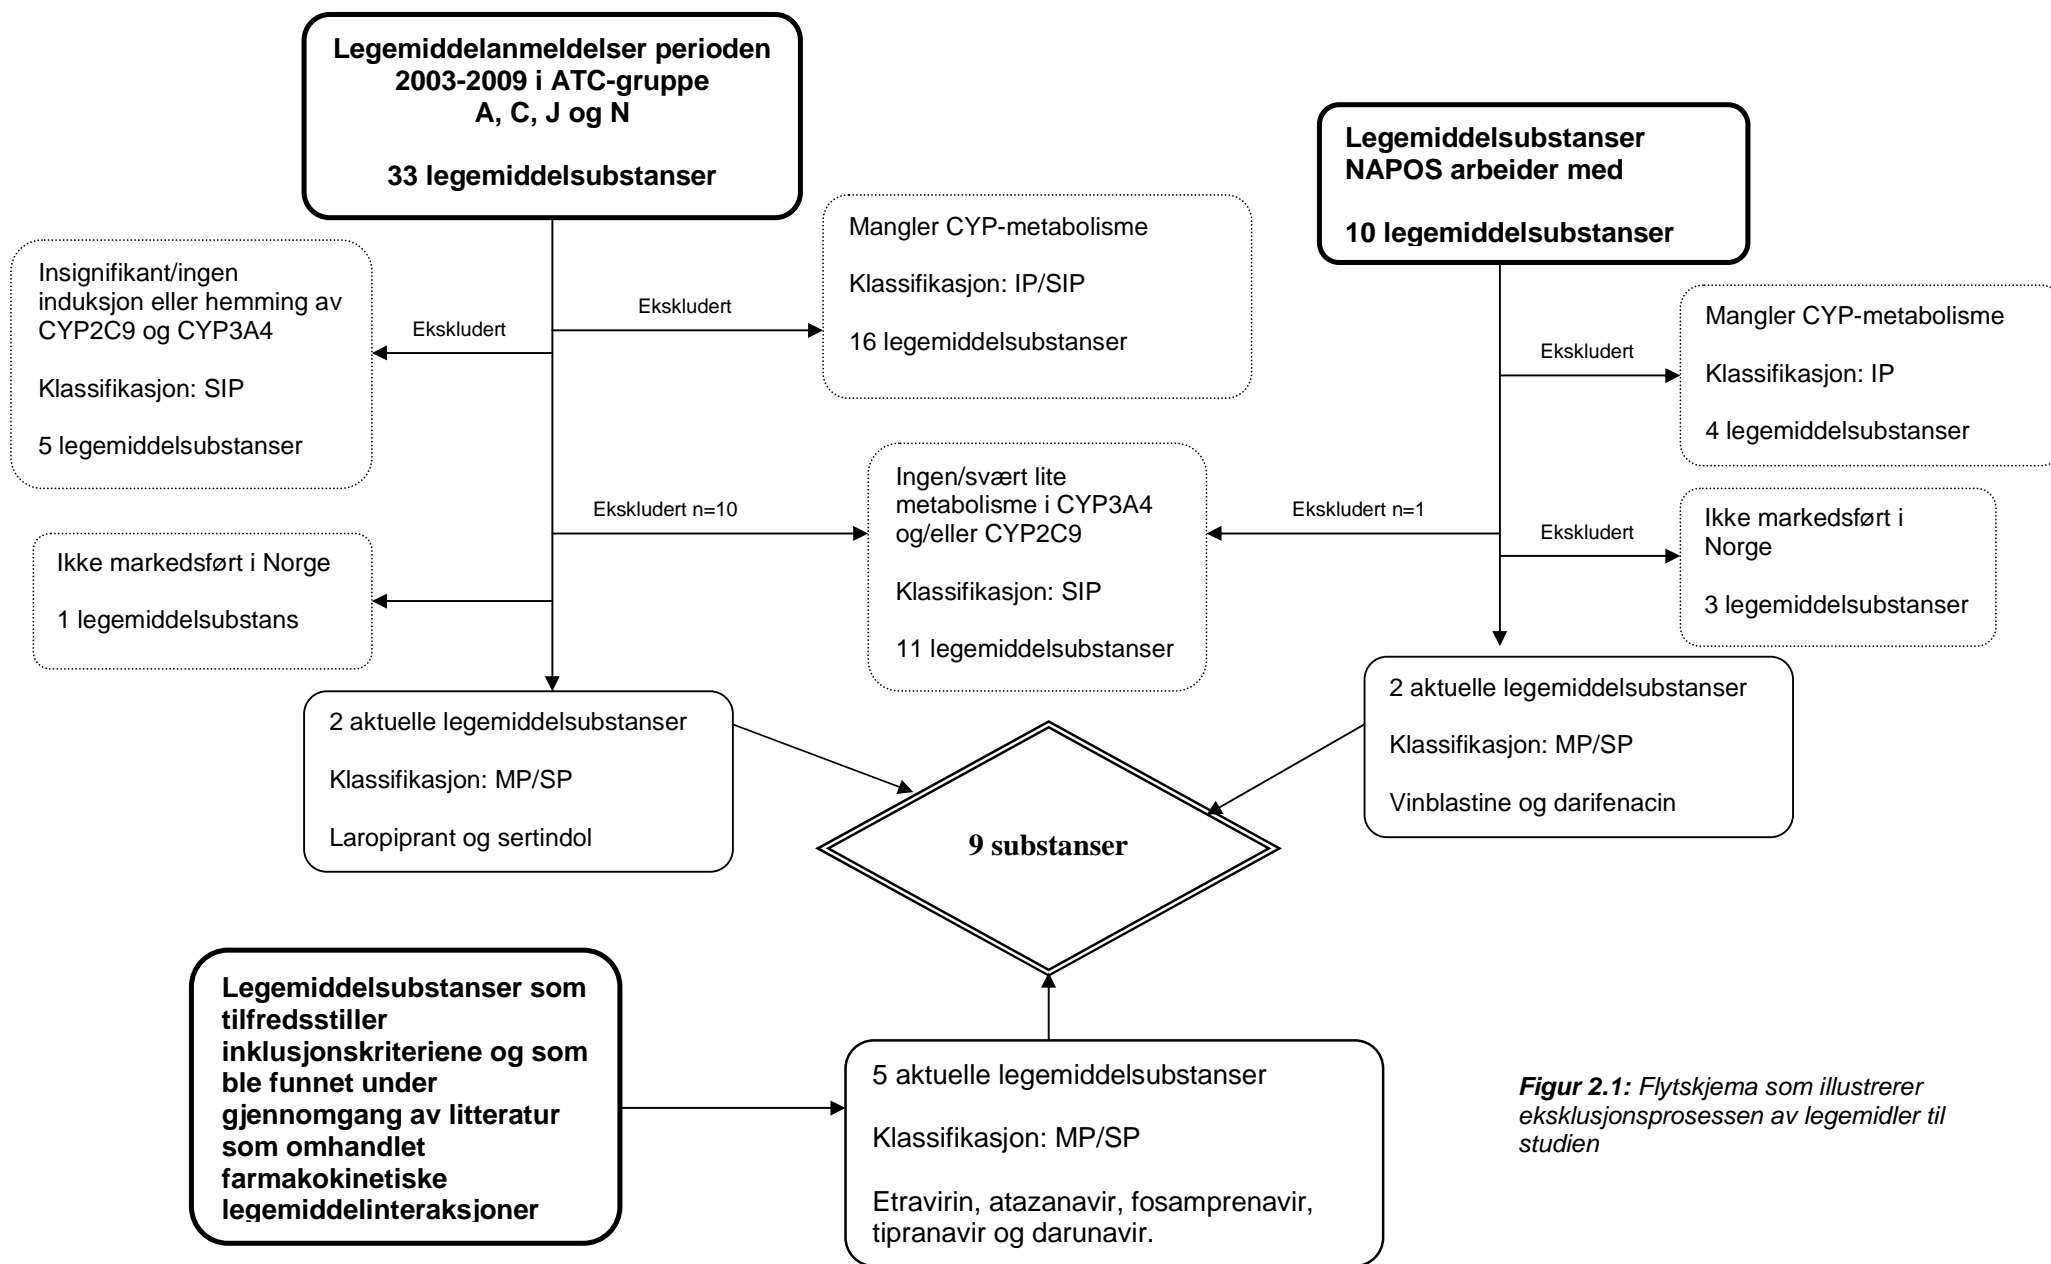 Legemiddelanmeldelser perioden
2003-2009 i ATC-gruppe
A, C, J og N
33 legemiddelsubstanser
Legemiddelsubstanser
NAPOS arbeider med
10 legemiddelsubstanser
Mangler CYP-metabolisme
Klassifikasjon: IP/SIP
16 legemiddelsubstanser
Ekskludert
Insignifikant/ingen
induksjon eller hemming av
CYP2C9 og CYP3A4
Klassifikasjon: SIP
5 legemiddelsubstanser
Ekskludert
Mangler CYP-metabolisme
Klassifikasjon: IP
4 legemiddelsubstanser
Ekskludert
Ingen/svært lite
metabolisme i CYP3A4
og/eller CYP2C9
Klassifikasjon: SIP
11 legemiddelsubstanser
Ekskludert n=10
Ekskludert n=1
Ikke markedsført i
Norge
3 legemiddelsubstanser
Ekskludert
Ikke markedsført i Norge
1 legemiddelsubstans
2 aktuelle legemiddelsubstanser
Klassifikasjon: MP/SP
Laropiprant og sertindol
2 aktuelle legemiddelsubstanser
Klassifikasjon: MP/SP
Vinblastine og darifenacin
9 substanser
Legemiddelsubstanser som
tilfredsstiller
inklusjonskriteriene og som
ble funnet under
gjennomgang av litteratur
som omhandlet
farmakokinetiske
legemiddelinteraksjoner
5 aktuelle legemiddelsubstanser
Klassifikasjon: MP/SP
Etravirin, atazanavir, fosamprenavir,
tipranavir og darunavir.
Figur 2.1: Flytskjema som illustrerer
eksklusjonsprosessen av legemidler til
studien